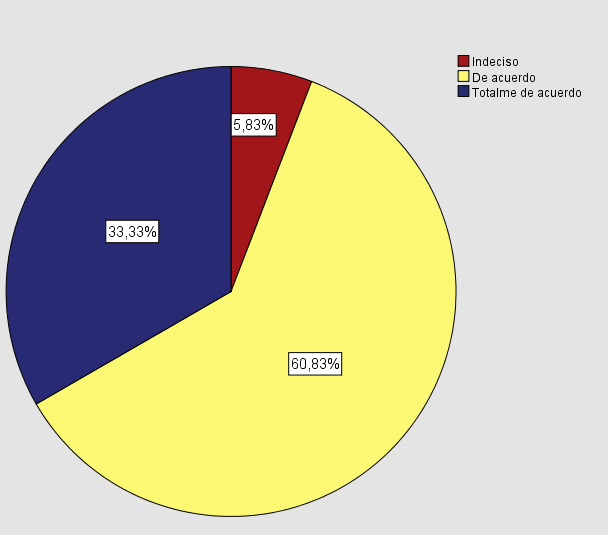 Indeciso
De acuerdo
Totalme de acuerdo
5,83%
33,33%
60,83%